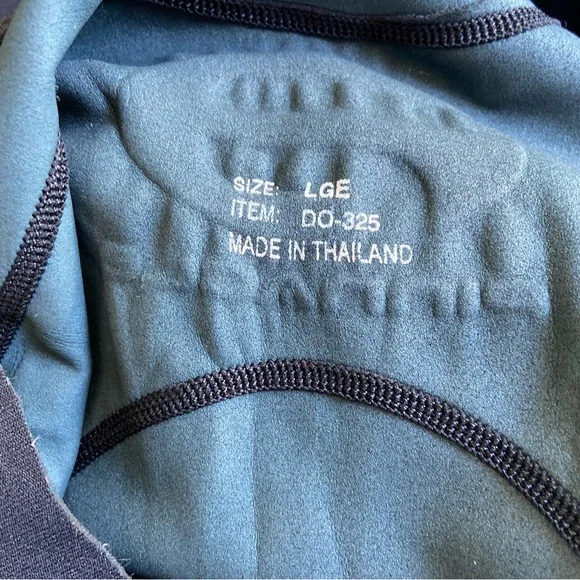 SIZE: LGE
ITEM: DO-325
MADE IN THAILAND